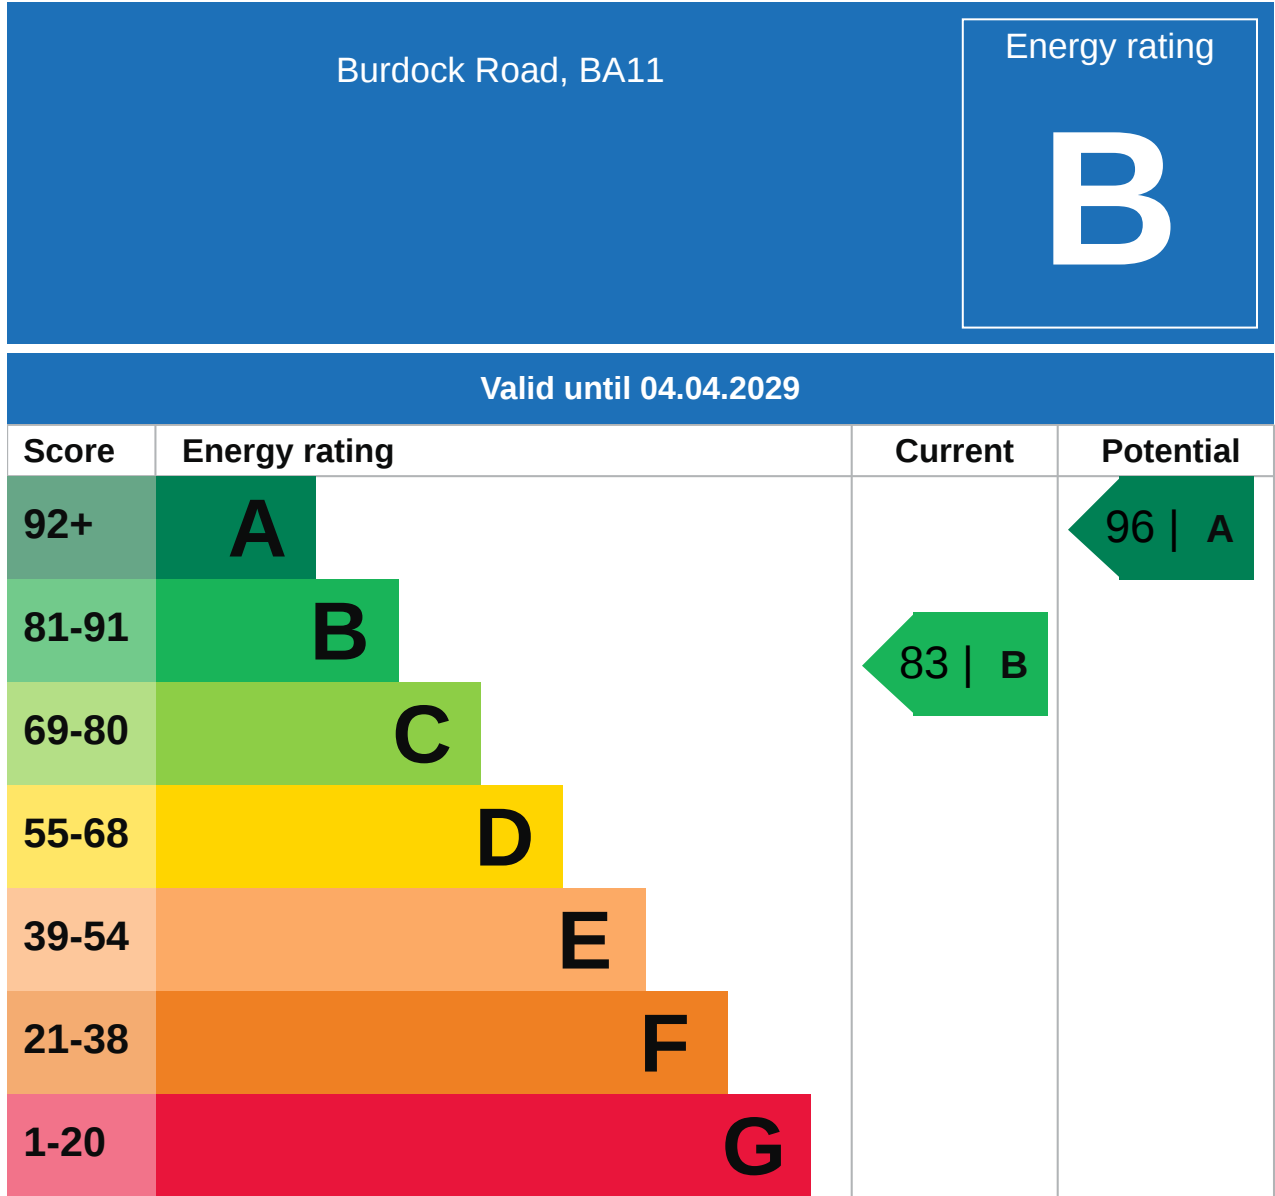 Burdock Road, BA11
Energy rating
B
Valid until 04.04.2029
Score Energy rating Current Potential
92+ A 96 | A
81-91 B 83 | B
69-80 C
55-68 D
39-54 E
21-38 F
1-20 G